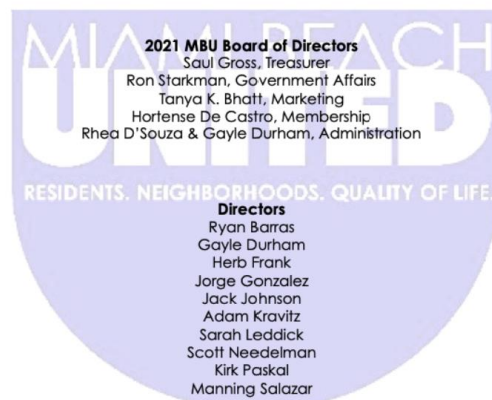 MIAMI BEACH
2021 MBU Board of Directors
Saul Gross, Treasurer
Ron Starkman, Government Affairs
Tanya K. Bhatt, Marketing
Hortense De Castro, Membership
Rhea D'Souza & Gayle Durham, Administration
UNITED
RESIDENTS. NEIGHBORHOODS. QUALITY OF LIFE.
Directors
Ryan Barras
Gayle Durham
Herb Frank
Jorge Gonzalez
Jack Johnson
Adam Kravitz
Sarah Leddick
Scott Needelman
Kirk Paskal
Manning Salazar